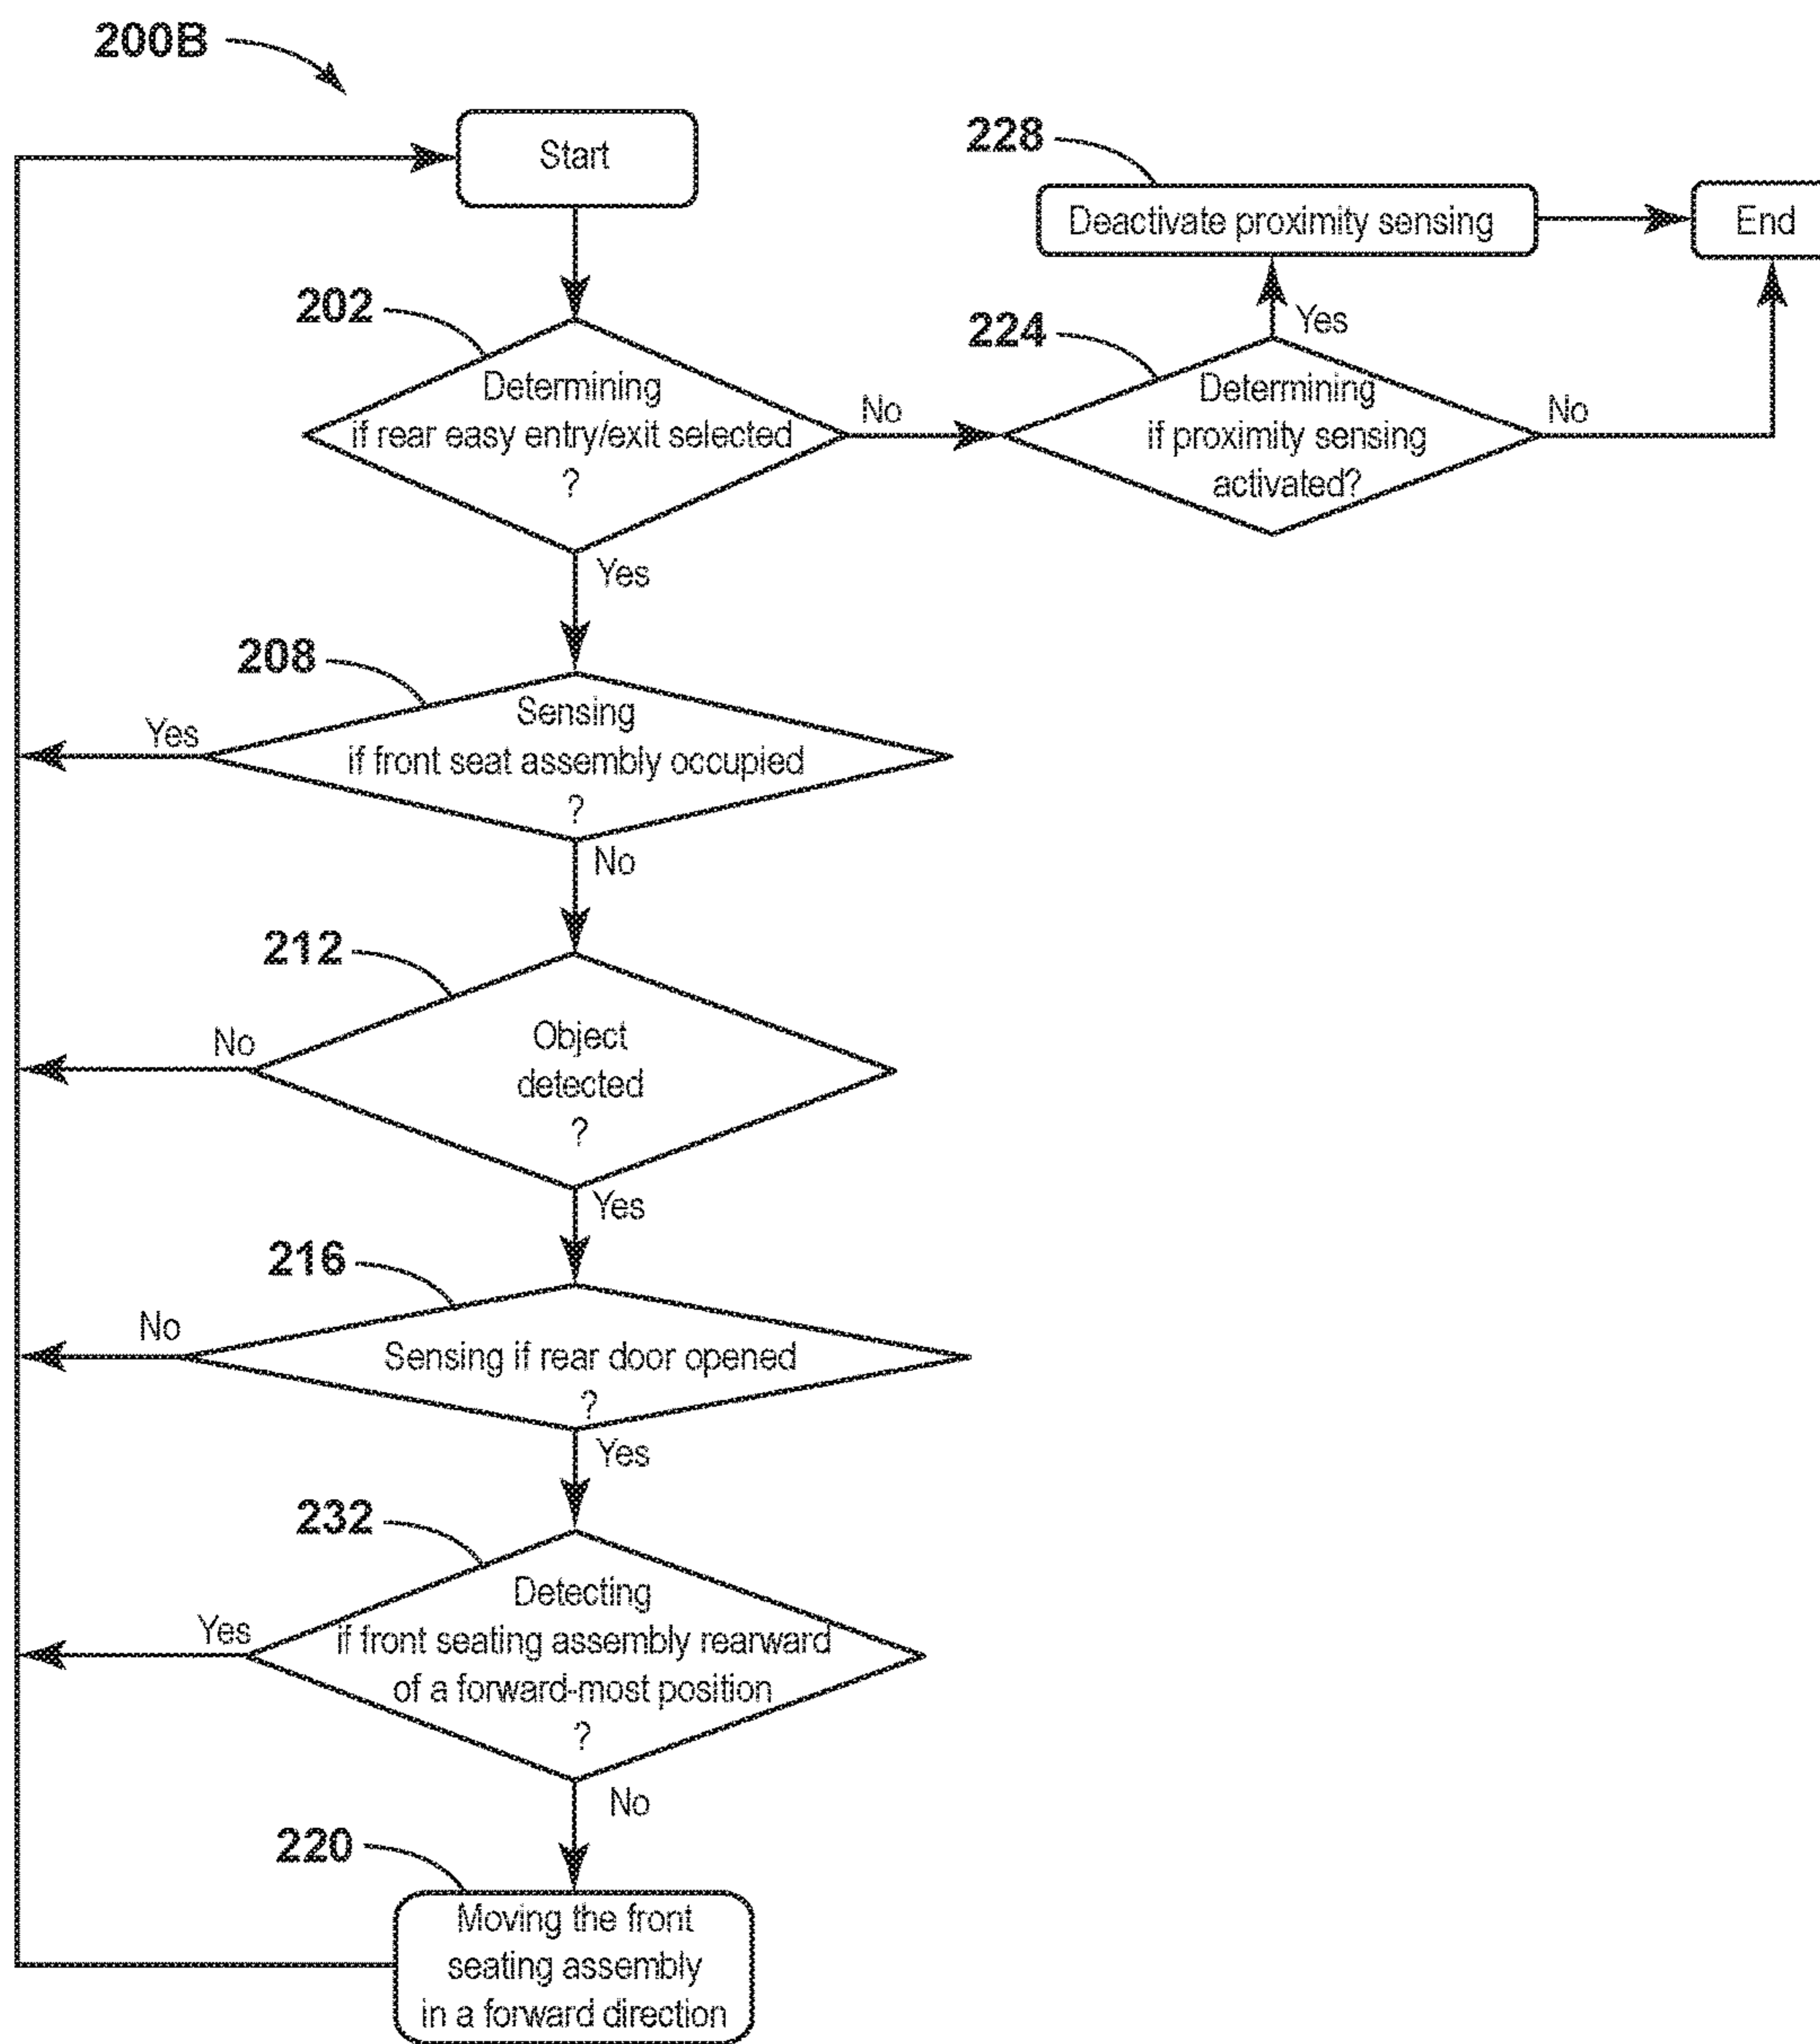 200B
Start
228
Deactivate proximity sensing
End
202
Determining
if rear easy entry/exit selected
?
No
224
Yes
Determining
if proximity sensing
activated?
No
Yes
208
Sensing
if front seat assembly occupied
?
Yes
No
212
Object
detected
?
No
Yes
216
Sensing if rear door opened
?
No
Yes
232
Detecting
if front seating assembly rearward
of a forward-most position
?
Yes
No
220
Moving the front
seating assembly
in a forward direction